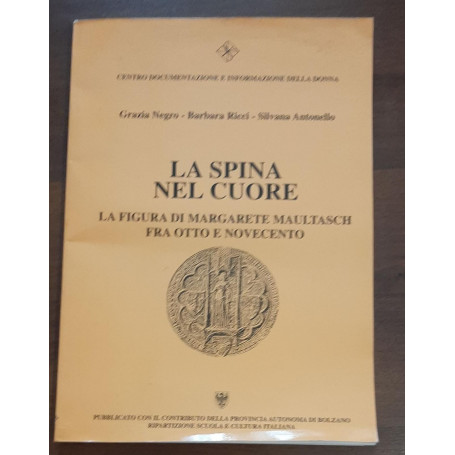 CENTRO DOCUMENTAZIONE E INFORMAZIONE DELLA DONNA
Grazia Negro - Barbara Ricci - Silvana Antonello
LA SPINA
NEL CUORE
LA FIGURA DI MARGARETE MAULTASCH
FRA OTTO E NOVECENTO
PUBBLICATO CON IL CONTRIBUTO DELLA PROVINCIA AUTONOMA DI BOLZANO
RIPARTIZIONE SCUOLA E CULTURA ITALIANA